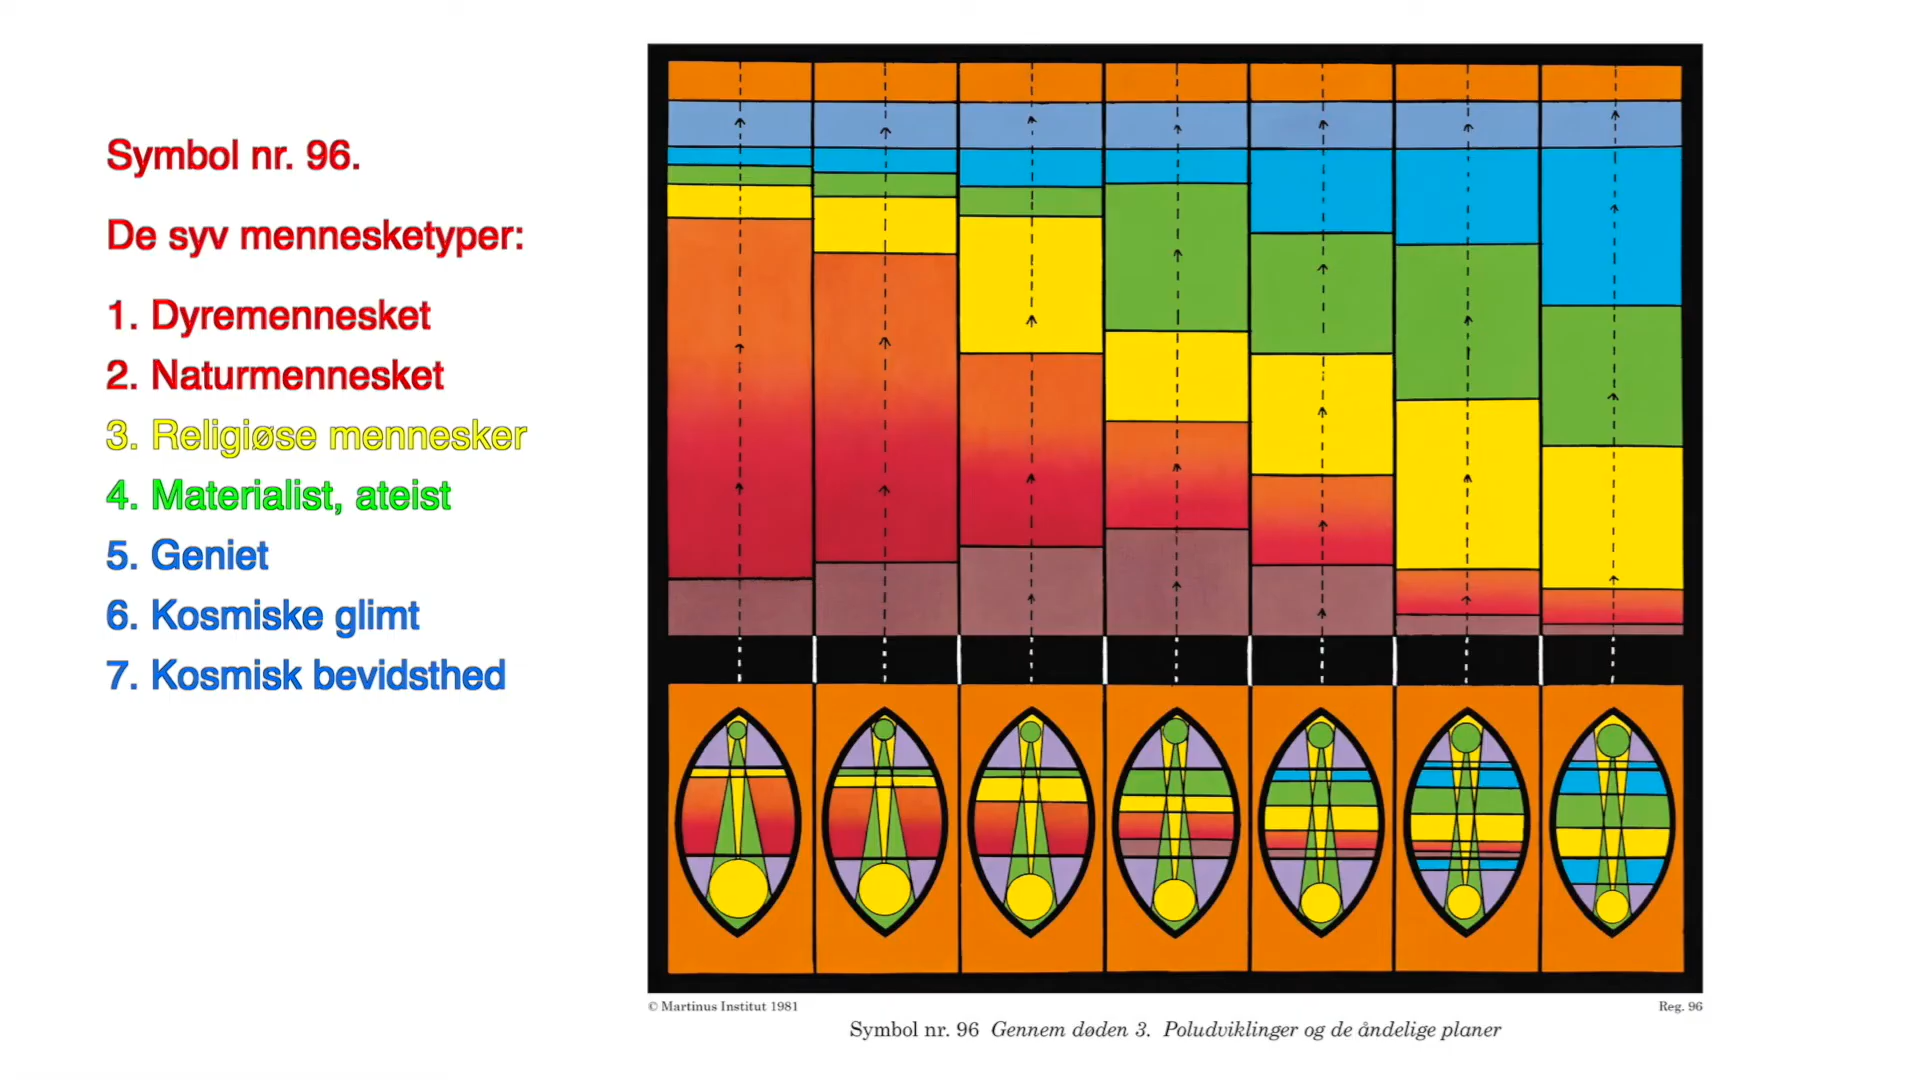 Symbol nr. 96.
De syv mennesketyper:
1. Dyremennesket
2. Naturmennesket
3. Religiøse mennesker
4. Materialist, ateist
5. Geniet
6. Kosmiske glimt
7. Kosmisk bevidsthed
© Martinus Institut 1981
Reg. 96
Symbol nr. 96 Gennem døden 3. Poludviklinger og de åndelige planer